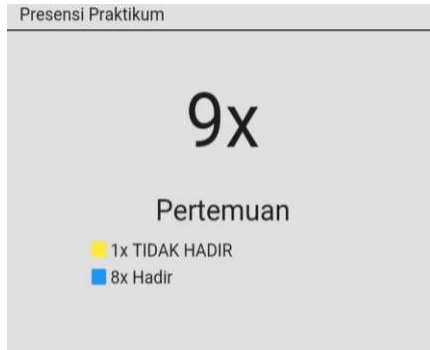 Presensi Praktikum
9x
Pertemuan
1x TIDAK HADIR
8x Hadir